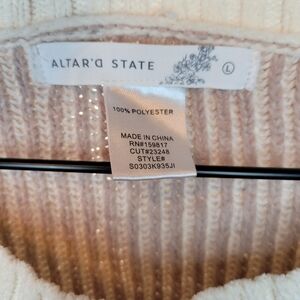 ALTAR'D STATE
L
100% POLYESTER
MADE IN CHINA
RN#159817
CUT#23248
STYLE#
S0303K935JI